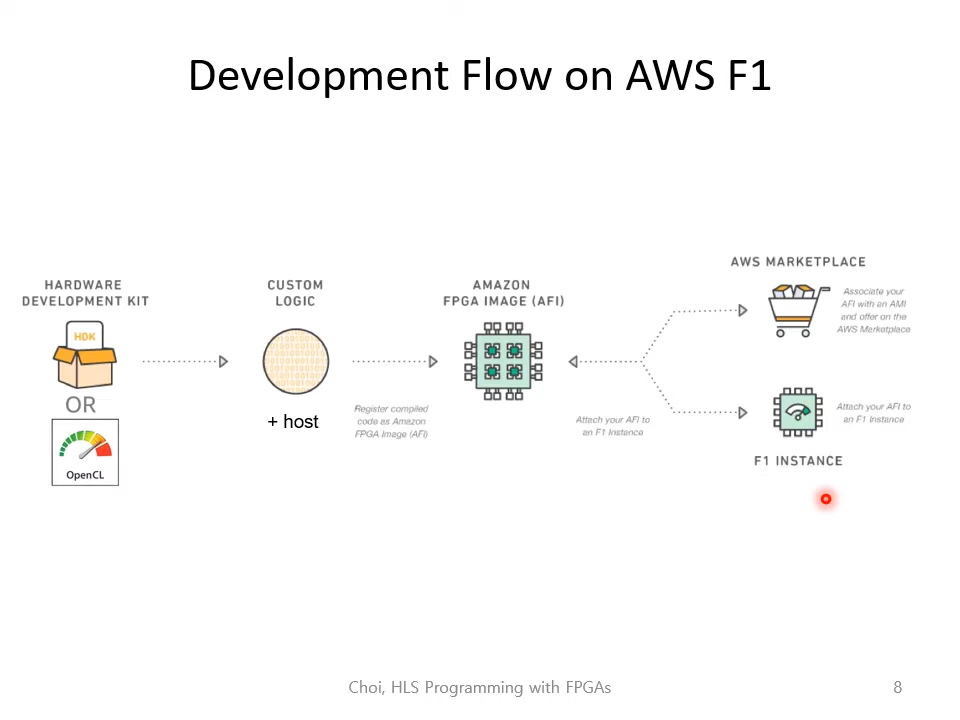 Development Flow on AWS F1
HARDWARE
DEVELOPMENT KIT
HDK
OR
OpenCL
CUSTOM
LOGIC
+ host
Register compiled
code as Amazon
FPGA Image (AFI)
AMAZON
FPGA IMAGE (AFI)
Attach your AFI to
an F1 Instance
AWS MARKETPLACE
Associate your
AFI with an AMI
and offer on the
AWS Marketplace
Attach your AFI to
an F1 Instance
F1 INSTANCE
Choi, HLS Programming with FPGAs
8